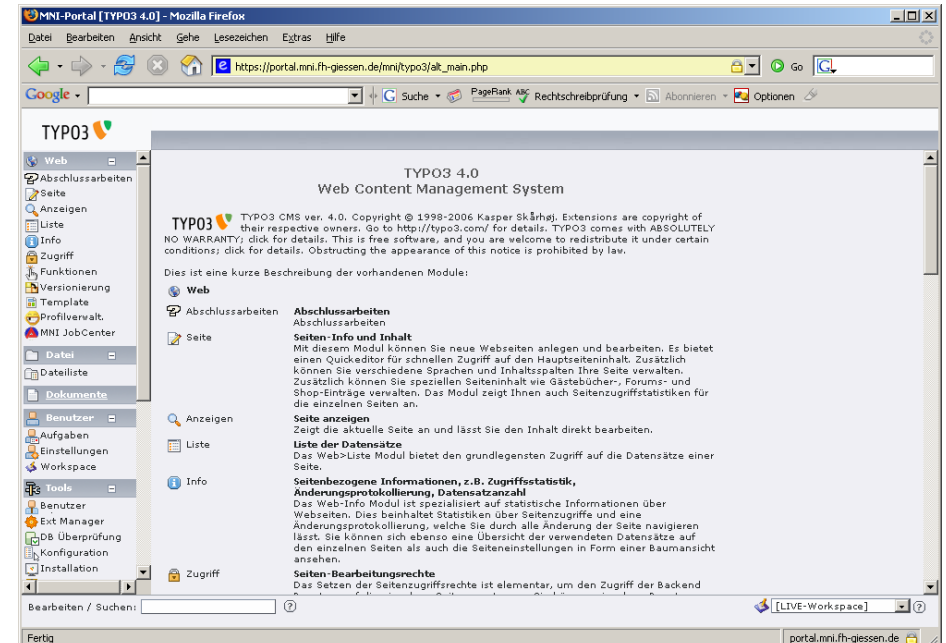 MNI-Portal [TYPO3 4.0] - Mozilla Firefox
Datei Bearbeiten Ansicht Gehe Lesezeichen Extras Hilfe
https://portal.mni.fh-giessen.de/mni/typo3/alt_main.php Go G
Google Suche PageRank ABC Rechtschreibprüfung Abonnieren Optionen
TYPO3
Web
Abschlussarbeiten
Seite
Anzeigen
Liste
Info
Zugriff
Funktionen
Versionierung
Template
Profilverwalt.
MNI JobCenter
Datei
Dateiliste
Dokumente
Benutzer
Aufgaben
Einstellungen
Workspace
Tools
Benutzer
Ext Manager
DB Überprüfung
Konfiguration
Installation
TYPO3 4.0
Web Content Management System
TYPO3 TYPO3 CMS ver. 4.0. Copyright © 1998-2006 Kasper Skårhøj. Extensions are copyright of
their respective owners. Go to http://typo3.com/ for details. TYPO3 comes with ABSOLUTELY
NO WARRANTY; click for details. This is free software, and you are welcome to redistribute it under certain
conditions; click for details. Obstructing the appearance of this notice is prohibited by law.
Dies ist eine kurze Beschreibung der vorhandenen Module:
Web
Abschlussarbeiten Abschlussarbeiten
Abschlussarbeiten
Seite Seiten-Info und Inhalt
Mit diesem Modul können Sie neue Webseiten anlegen und bearbeiten. Es bietet
einen Quickeditor für schnellen Zugriff auf den Hauptseiteninhalt. Zusätzlich
können Sie verschiedene Sprachen und Inhaltsspalten Ihre Seite verwalten.
Zusätzlich können Sie speziellen Seiteninhalt wie Gästebücher-, Forums- und
Shop-Einträge verwalten. Das Modul zeigt Ihnen auch Seitenzugriffstatistiken für
die einzelnen Seiten an.
Anzeigen Seite anzeigen
Zeigt die aktuelle Seite an und lässt Sie den Inhalt direkt bearbeiten.
Liste Liste der Datensätze
Das Web>Liste Modul bietet den grundlegensten Zugriff auf die Datensätze einer
Seite.
Info Seitenbezogene Informationen, z.B. Zugriffsstatistik,
Änderungsprotokollierung, Datensatzanzahl
Das Web-Info Modul ist spezialisiert auf statistische Informationen über
Webseiten. Dies beinhaltet Statistiken über Seitenzugriffe und eine
Änderungsprotokollierung, welche Sie durch alle Änderung der Seite navigieren
lässt. Sie können sich ebenso eine Übersicht der verwendeten Datensätze auf
den einzelnen Seiten als auch die Seiteneinstellungen in Form einer Baumansicht
ansehen.
Zugriff Seiten-Bearbeitungsrechte
Das Setzen der Seitenzugriffsrechte ist elementar, um den Zugriff der Backend
Bearbeiten / Suchen: [LIVE-Workspace]
Fertig portal.mni.fh-giessen.de